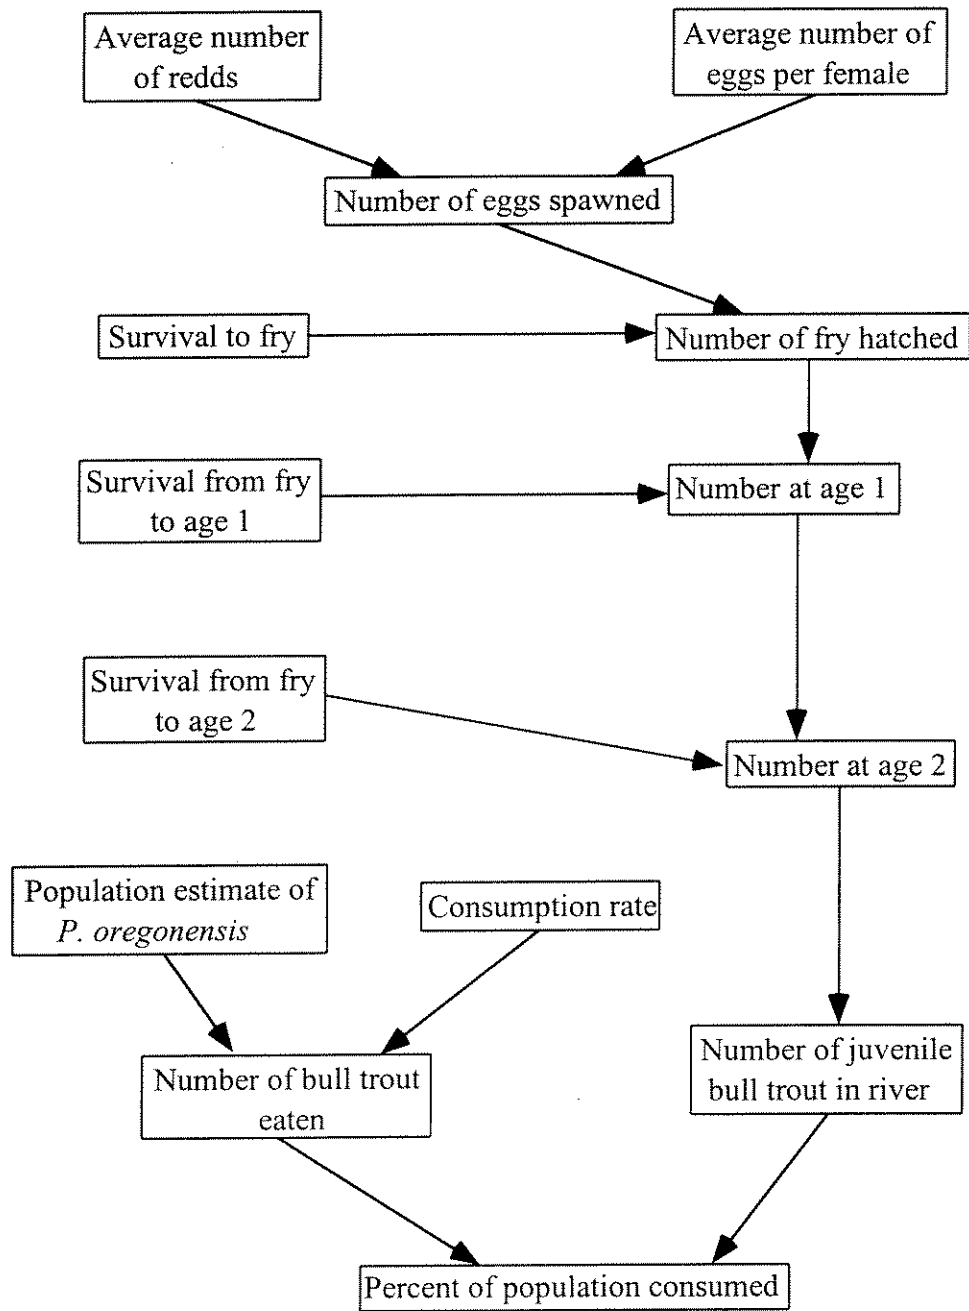 Average number
of redds
Average number of
eggs per female
Number of eggs spawned
Survival to fry
Number of fry hatched
Survival from fry
to age 1
Number at age 1
Survival from fry
to age 2
Number at age 2
Population estimate of
P. oregonensis
Consumption rate
Number of bull trout
eaten
Number of juvenile
bull trout in river
Percent of population consumed